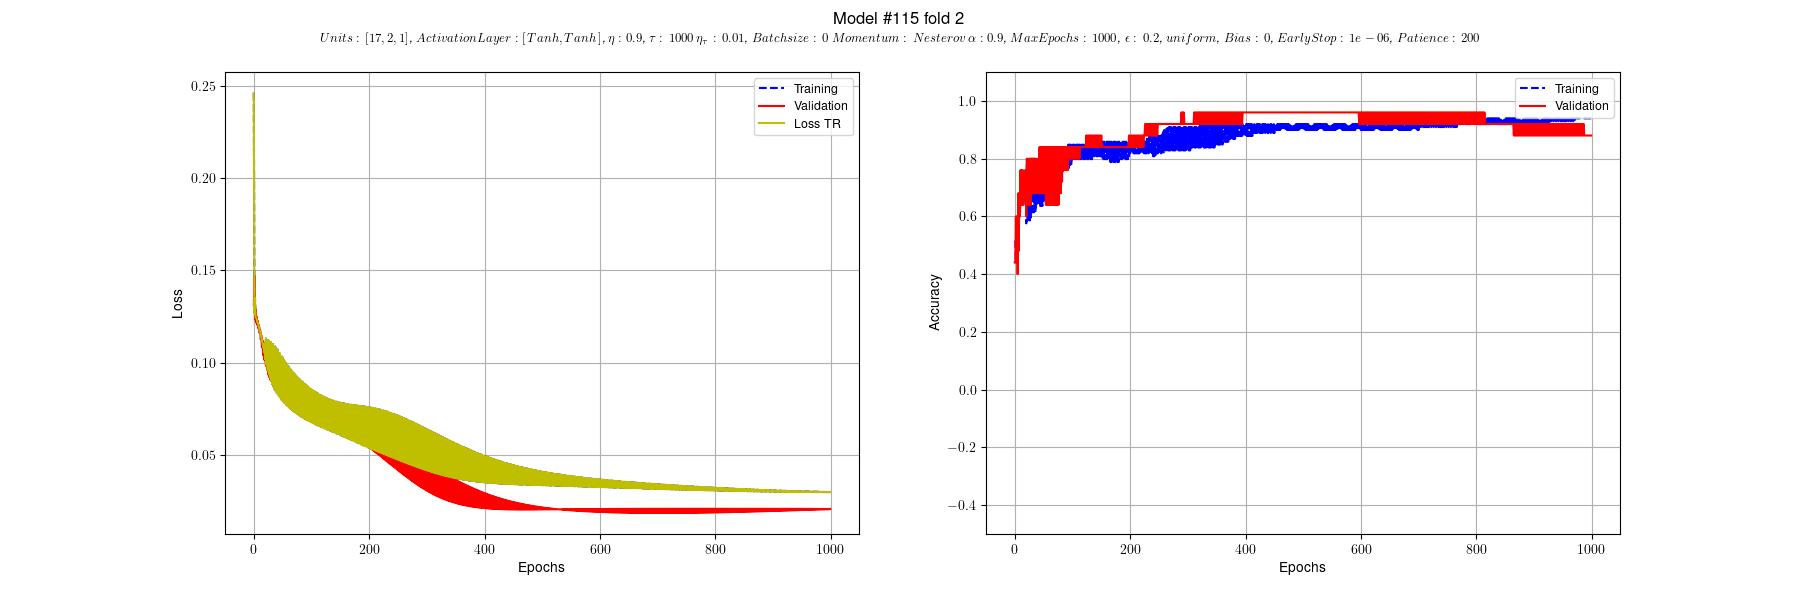 Model #115 fold 2
Units : [17, 2, 1], ActivationLayer : [Tanh, Tanh], η : 0.9, τ : 1000 ητ : 0.01, Batchsize : 0 Momentum : Nesterov α : 0.9, MaxEpochs : 1000, ϵ : 0.2, uniform, Bias : 0, EarlyStop : 1e − 06, Patience : 200
0.25
0.20
0.15
0.10
0.05
Loss
0 200 400 600 800 1000
Epochs
Training
Validation
Loss TR
1.0
0.8
0.6
0.4
0.2
0.0
−0.2
−0.4
Accuracy
0 200 400 600 800 1000
Epochs
Training
Validation